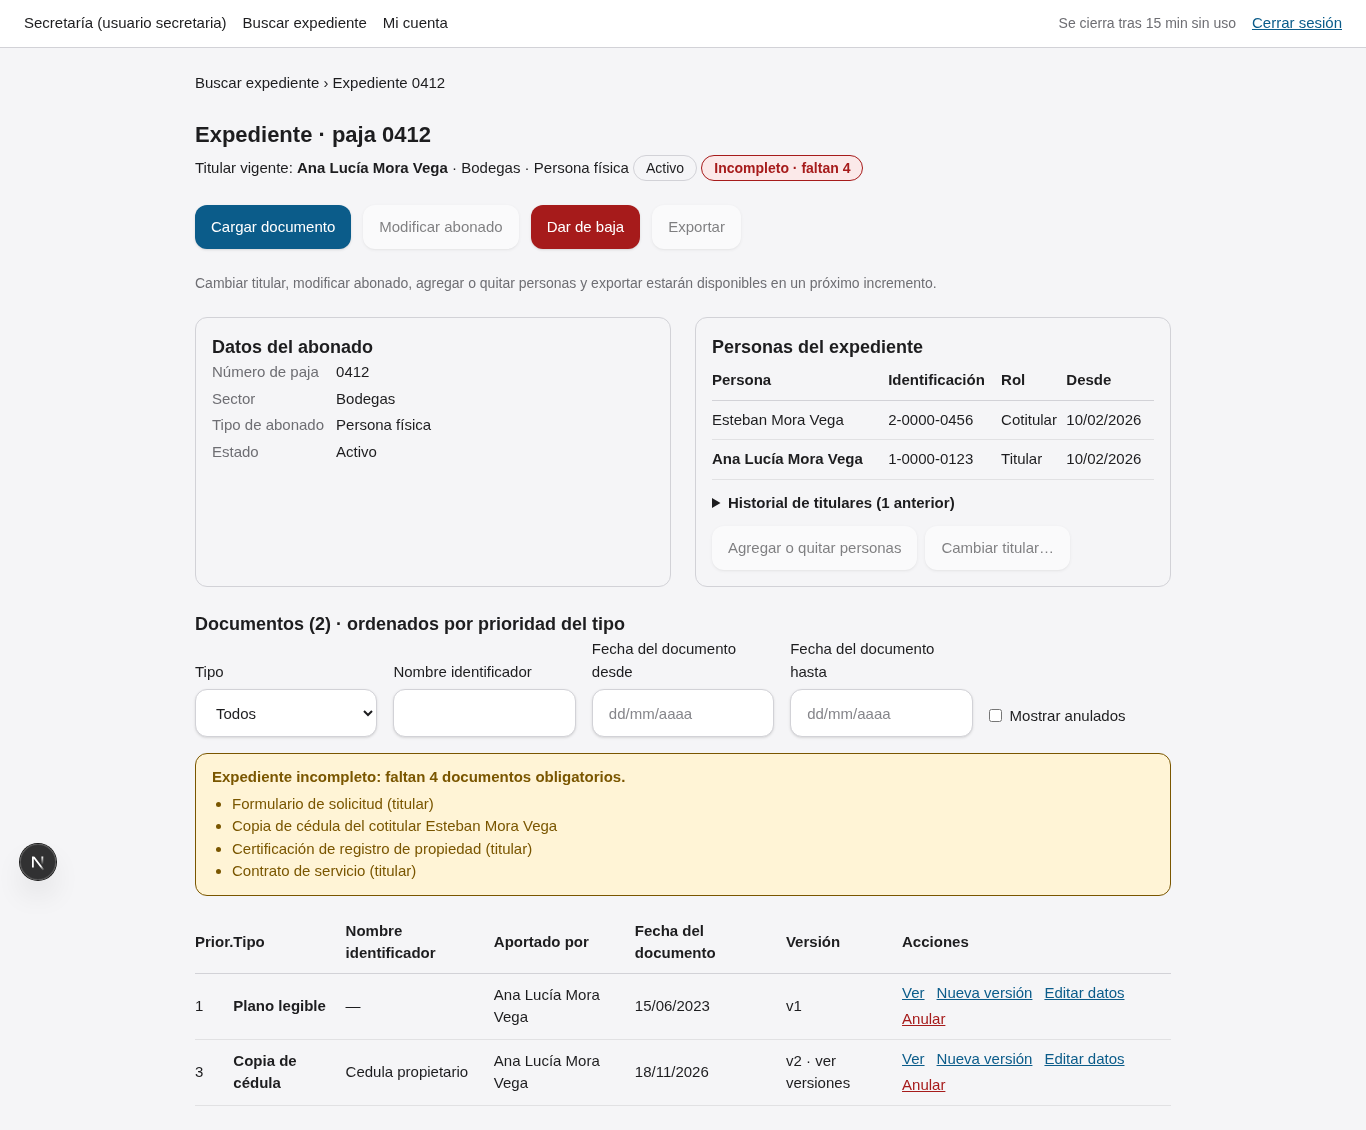 Secretaría (usuario secretaria) Buscar expediente Mi cuenta Se cierra tras 15 min sin uso Cerrar sesión
Buscar expediente › Expediente 0412
Expediente · paja 0412
Titular vigente: Ana Lucía Mora Vega · Bodegas · Persona física Activo Incompleto · faltan 4
Cargar documento Modificar abonado Dar de baja Exportar
Cambiar titular, modificar abonado, agregar o quitar personas y exportar estarán disponibles en un próximo incremento.
Datos del abonado
Número de paja 0412
Sector Bodegas
Tipo de abonado Persona física
Estado Activo
Personas del expediente
Persona Identificación Rol Desde
Esteban Mora Vega 2-0000-0456 Cotitular 10/02/2026
Ana Lucía Mora Vega 1-0000-0123 Titular 10/02/2026
Historial de titulares (1 anterior)
Agregar o quitar personas Cambiar titular…
Documentos (2) · ordenados por prioridad del tipo
Tipo
Todos
Nombre identificador
Fecha del documento
desde
dd/mm/aaaa
Fecha del documento
hasta
dd/mm/aaaa
Mostrar anulados
Expediente incompleto: faltan 4 documentos obligatorios.
• Formulario de solicitud (titular)
• Copia de cédula del cotitular Esteban Mora Vega
• Certificación de registro de propiedad (titular)
• Contrato de servicio (titular)
N
Prior. Tipo Nombre identificador Aportado por Fecha del documento Versión Acciones
1 Plano legible — Ana Lucía Mora Vega 15/06/2023 v1 Ver Nueva versión Editar datos
Anular
3 Copia de cédula Cedula propietario Ana Lucía Mora Vega 18/11/2026 v2 · ver versiones Ver Nueva versión Editar datos
Anular